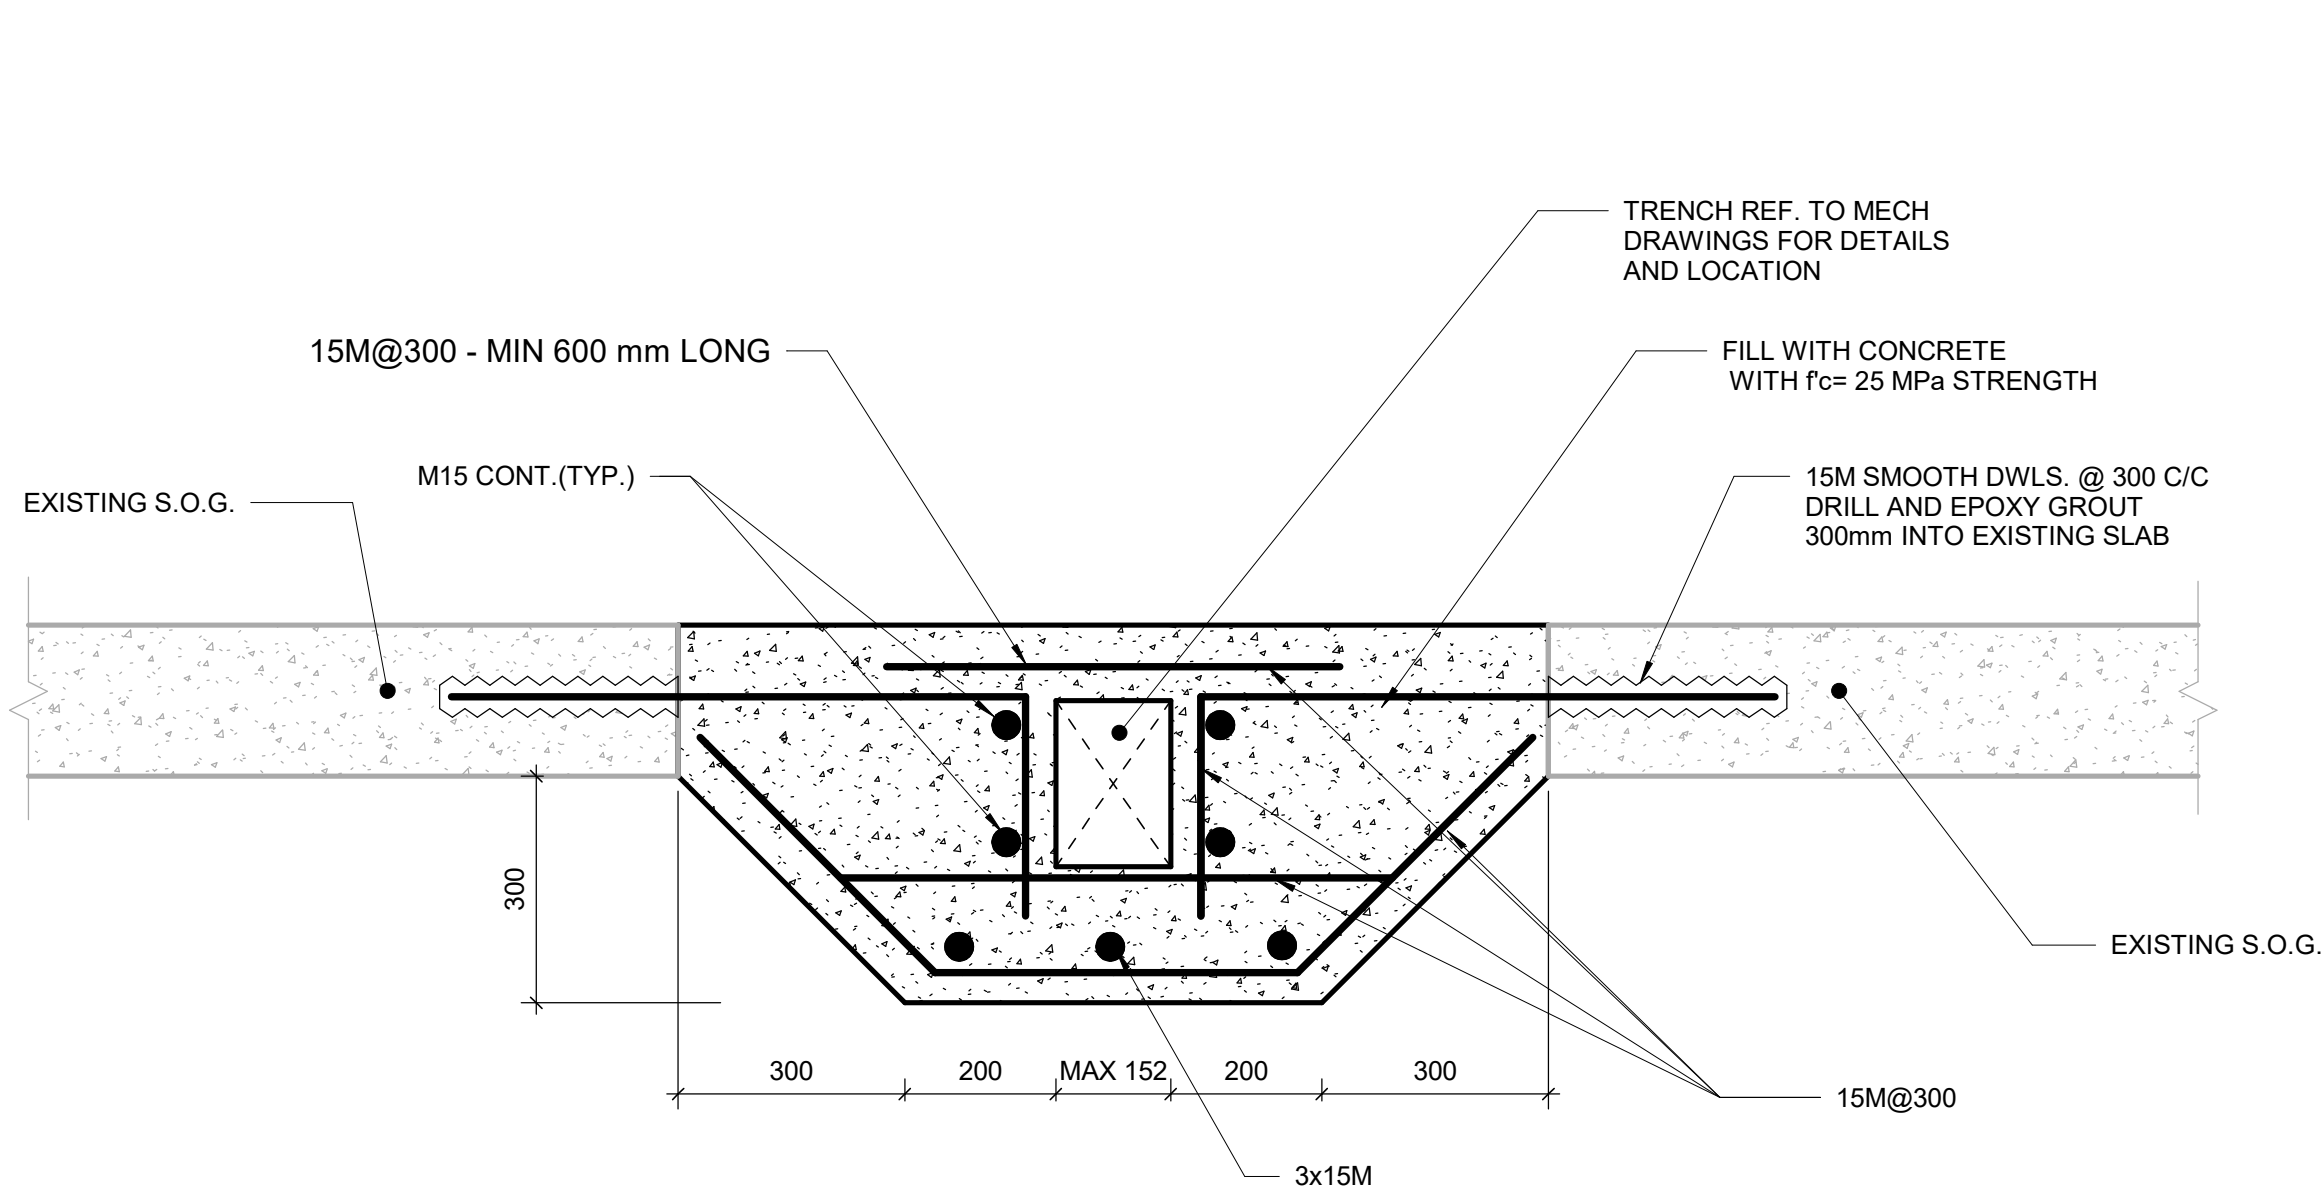 TRENCH REF. TO MECH
DRAWINGS FOR DETAILS
AND LOCATION
15M@300 - MIN 600 mm LONG
FILL WITH CONCRETE
WITH f'c= 25 MPa STRENGTH
M15 CONT.(TYP.)
15M SMOOTH DWLS. @ 300 C/C
DRILL AND EPOXY GROUT
300mm INTO EXISTING SLAB
EXISTING S.O.G.
300
EXISTING S.O.G.
300
200
MAX 152
200
300
15M@300
3x15M